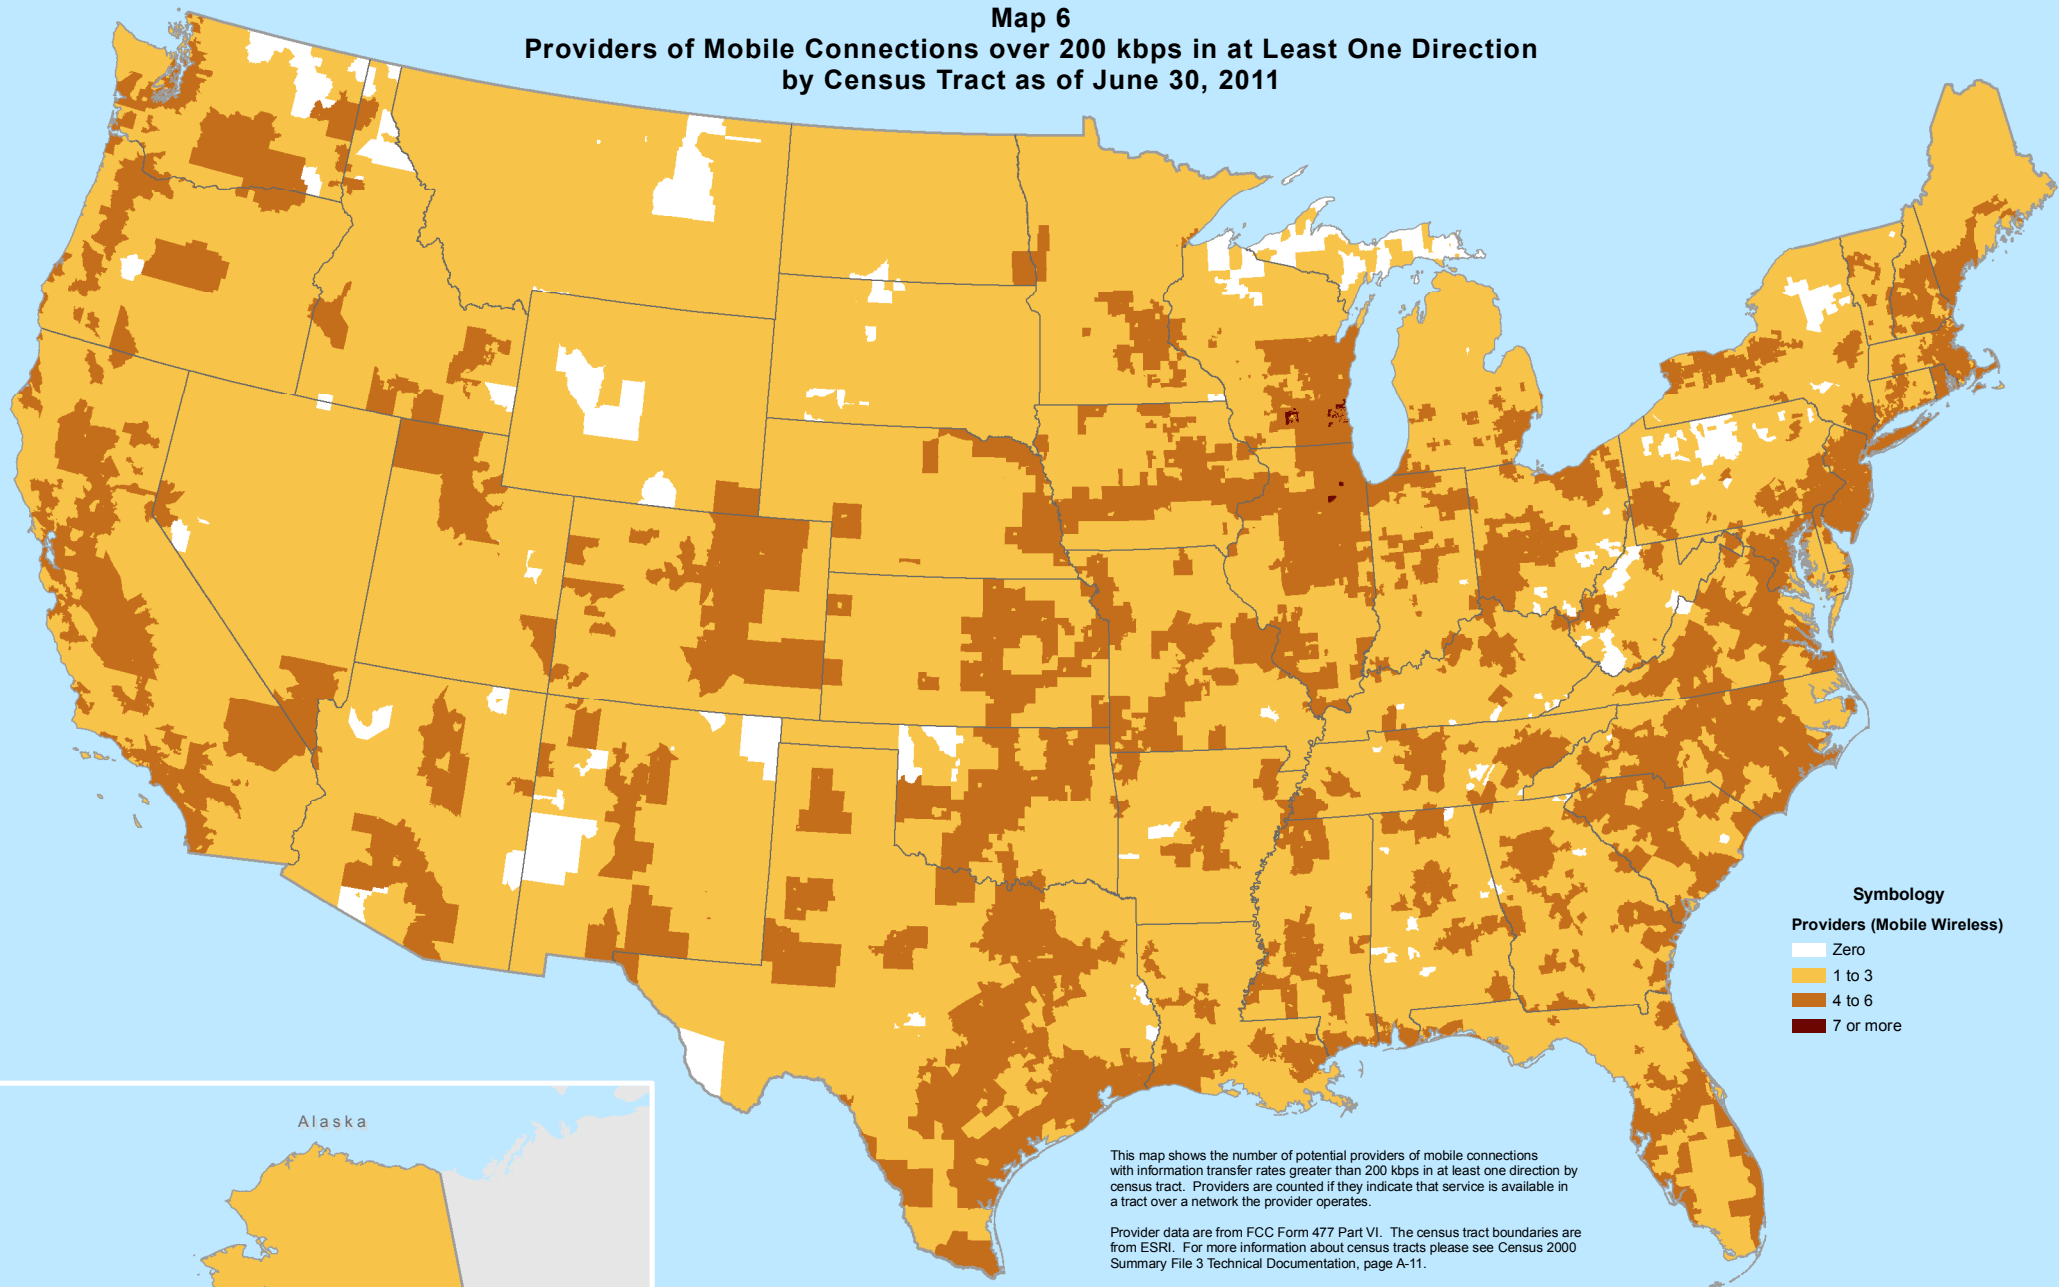 Map 6
Providers of Mobile Connections over 200 kbps in at Least One Direction
by Census Tract as of June 30, 2011
Symbology
Providers (Mobile Wireless)
Zero
1 to 3
4 to 6
7 or more
Alaska
This map shows the number of potential providers of mobile connections
with information transfer rates greater than 200 kbps in at least one direction by
census tract.  Providers are counted if they indicate that service is available in
a tract over a network the provider operates.
Provider data are from FCC Form 477 Part VI.  The census tract boundaries are
from ESRI.  For more information about census tracts please see Census 2000
Summary File 3 Technical Documentation, page A-11.